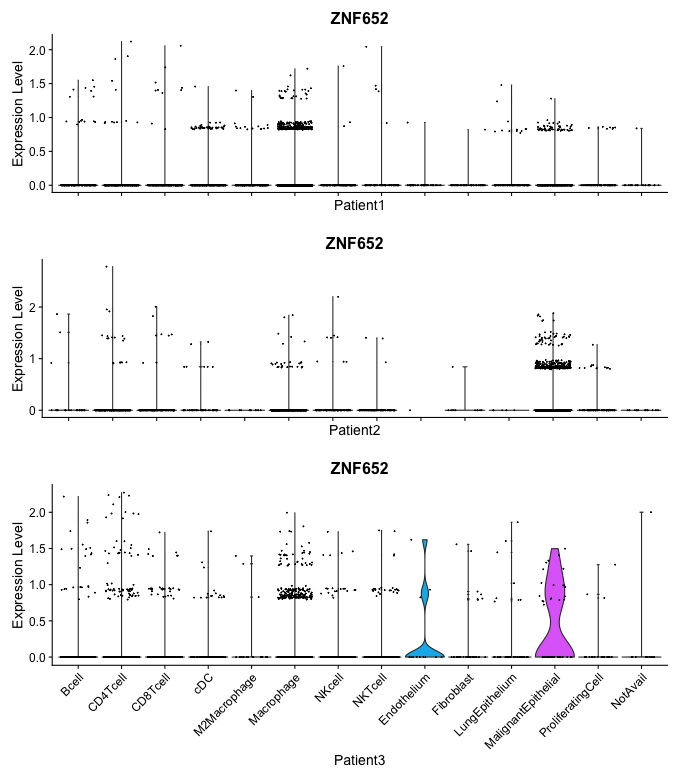 ZNF652
Expression Level
2.0
1.5
1.0
0.5
0.0
Patient1
ZNF652
Expression Level
2
1
0
Patient2
ZNF652
Expression Level
2.0
1.5
1.0
0.5
0.0
Bcell
CD4Tcell
CD8Tcell
cDC
M2Macrophage
Macrophage
NKcell
NKTcell
Endothelium
Fibroblast
LungEpithelium
MalignantEpithelial
ProliferatingCell
NotAvail
Patient3